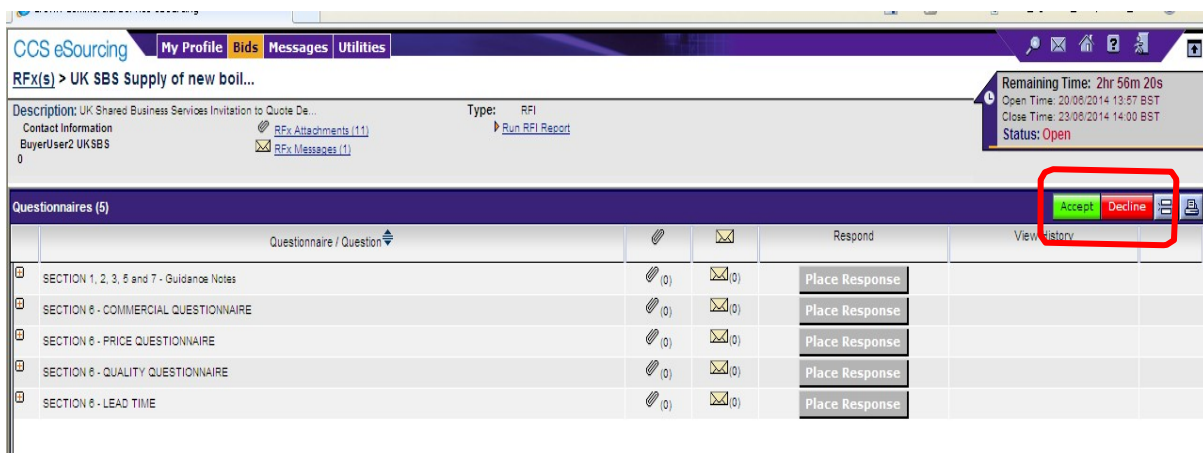 CCS eSourcing My Profile Bids Messages Utilities
RFx(s) > UK SBS Supply of new boil...
Remaining Time: 2hr 56m 20s
Open Time: 20/06/2014 13:57 BST
Close Time: 23/06/2014 14:00 BST
Status: Open
Description: UK Shared Business Services Invitation to Quote De... Type: RFI
Contact Information RFx Attachments (11) Run RFI Report
BuyerUser2 UKSBS RFx Messages (1)
0
Questionnaires (5) Accept Decline
Questionnaire / Question Respond View History
SECTION 1, 2, 3, 5 and 7 - Guidance Notes (0) (0) Place Response
SECTION 6 - COMMERCIAL QUESTIONNAIRE (0) (0) Place Response
SECTION 6 - PRICE QUESTIONNAIRE (0) (0) Place Response
SECTION 6 - QUALITY QUESTIONNAIRE (0) (0) Place Response
SECTION 6 - LEAD TIME (0) (0) Place Response